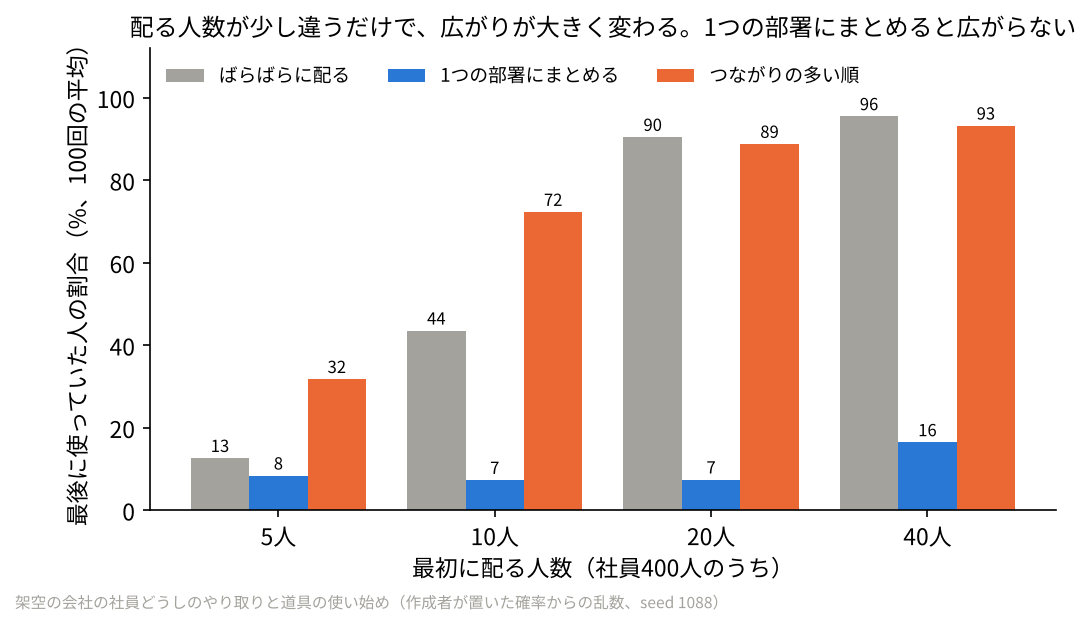 配る人数が少し違うだけで、広がりが大きく変わる。1つの部署にまとめると広がらない
ばらばらに配る 1つの部署にまとめる つながりの多い順
最後に使っていた人の割合（%、100回の平均）
100
80
60
40
20
0
13 8 32
44 7 72
90 7 89
96 16 93
5人 10人 20人 40人
最初に配る人数（社員400人のうち）
架空の会社の社員どうしのやり取りと道具の使い始め（作成者が置いた確率からの乱数、seed 1088）